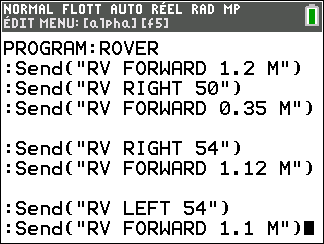 NORMAL FLOTT AUTO RÉEL RAD MP
ÉDIT MENU: [alpha] [f5]
PROGRAM:ROVER
:Send("RV FORWARD 1.2 M")
:Send("RV RIGHT 50")
:Send("RV FORWARD 0.35 M")
:Send("RV RIGHT 54")
:Send("RV FORWARD 1.12 M")
:Send("RV LEFT 54")
:Send("RV FORWARD 1.1 M")